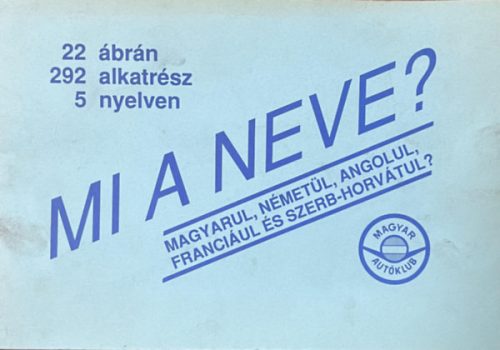 22 ábrán
292 alkatrész
5 nyelven
MI A NEVE?
MAGYARUL, NÉMETÜL, ANGOLUL,
FRANCIÁUL ÉS SZERB-HORVÁTUL?
MAGYAR
AUTÓKLUB